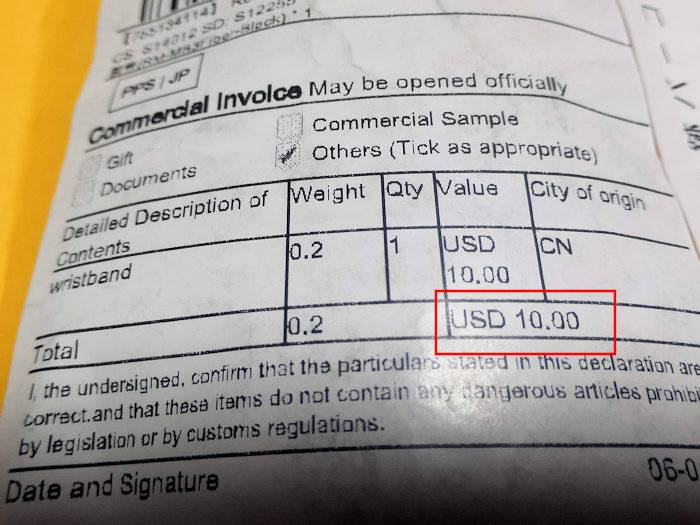 CS: S14012 SD: S12255
PPS / JP
Commercial Invoice May be opened officially
Gift
Commercial Sample
Documents
Others (Tick as appropriate)
Detailed Description of Contents
Weight
Qty
Value
City of origin
wristband
0.2
1
USD 10.00
CN
Total
0.2
USD 10.00
I, the undersigned, confirm that the particulars stated in this declaration are
correct.and that these items do not contain any dangerous articles prohibi
by legislation or by customs regulations.
Date and Signature
06-0